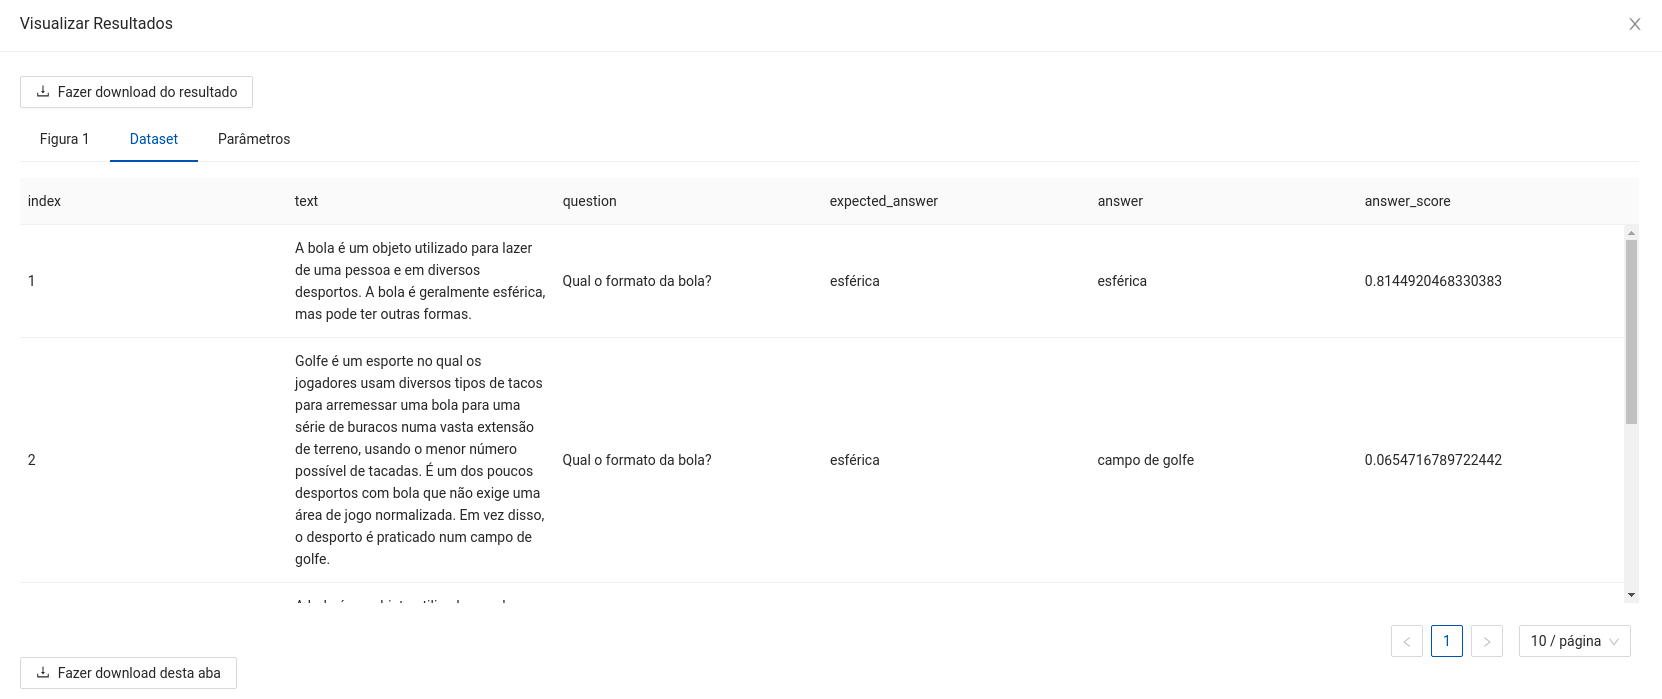 Visualizar Resultados
Fazer download do resultado
Figura 1 Dataset Parâmetros
index text question expected_answer answer answer_score
A bola é um objeto utilizado para lazer
de uma pessoa e em diversos
desportos. A bola é geralmente esférica,
mas pode ter outras formas.
1 Qual o formato da bola? esférica esférica 0.8144920468330383
Golfe é um esporte no qual os
jogadores usam diversos tipos de tacos
para arremessar uma bola para uma
série de buracos numa vasta extensão
de terreno, usando o menor número
possível de tacadas. É um dos poucos
desportos com bola que não exige uma
área de jogo normalizada. Em vez disso,
o desporto é praticado num campo de
golfe.
2 Qual o formato da bola? esférica campo de golfe 0.0654716789722442
1 10 / página
Fazer download desta aba